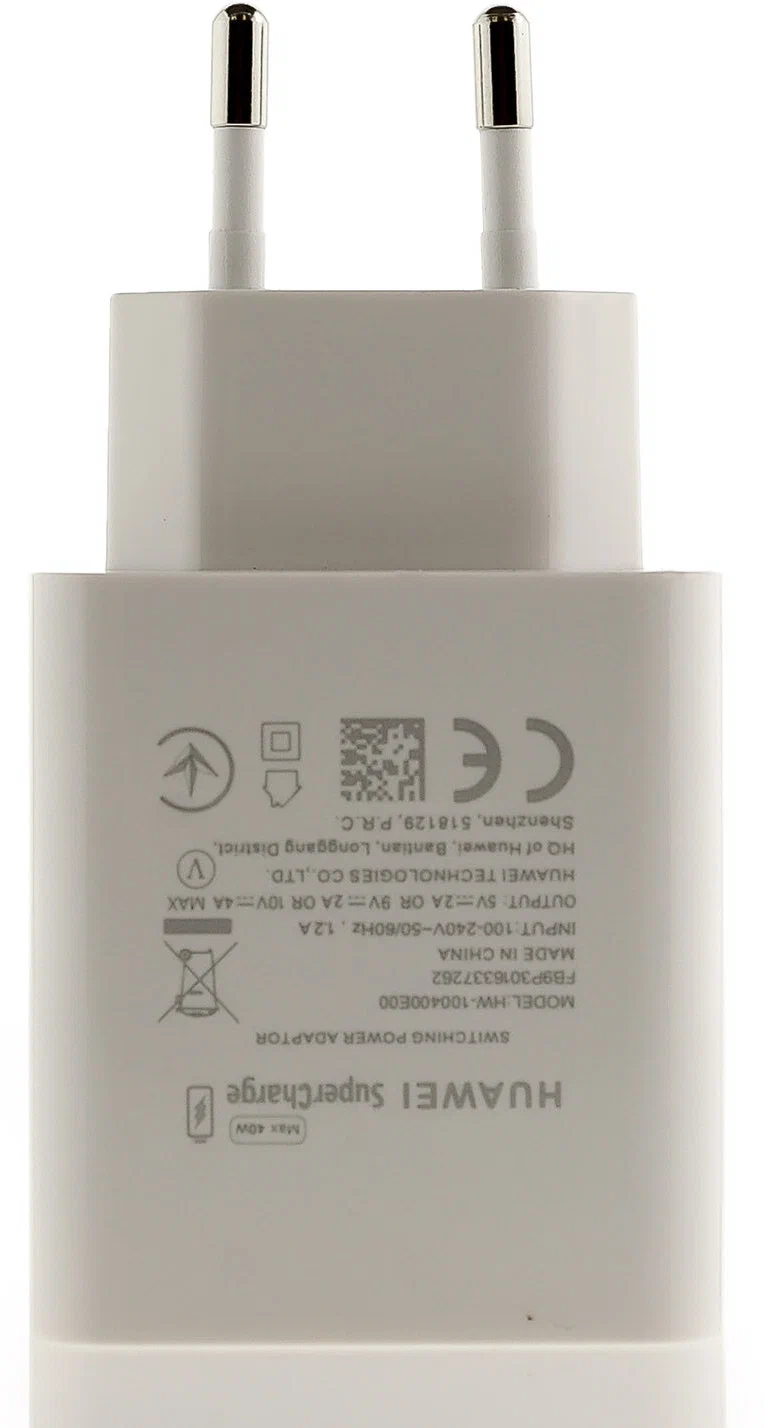 Max 40W
HUAWEI SuperCharge
SWITCHING POWER ADAPTOR
MODEL:HW-100400E00
FB9P3016337262
MADE IN CHINA
INPUT:100-240V~50/60Hz , 1.2A
OUTPUT: 5V⎓2A OR 9V⎓2A OR 10V⎓4A MAX
HUAWEI TECHNOLOGIES CO.,LTD.
V
HQ of Huawei, Bantian, Longgang District,
Shenzhen, 518129, P.R.C.
CE